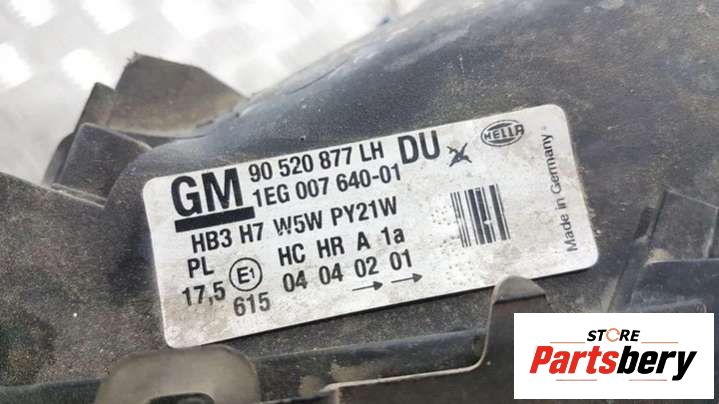 GM 90 520 877 LH DU
1EG 007 640-01
HELLA
HB3 H7 W5W PY21W
PL HC HR A 1a
17,5 E1 04 04 02 01
615
Made in Germany
STORE
Partsbery